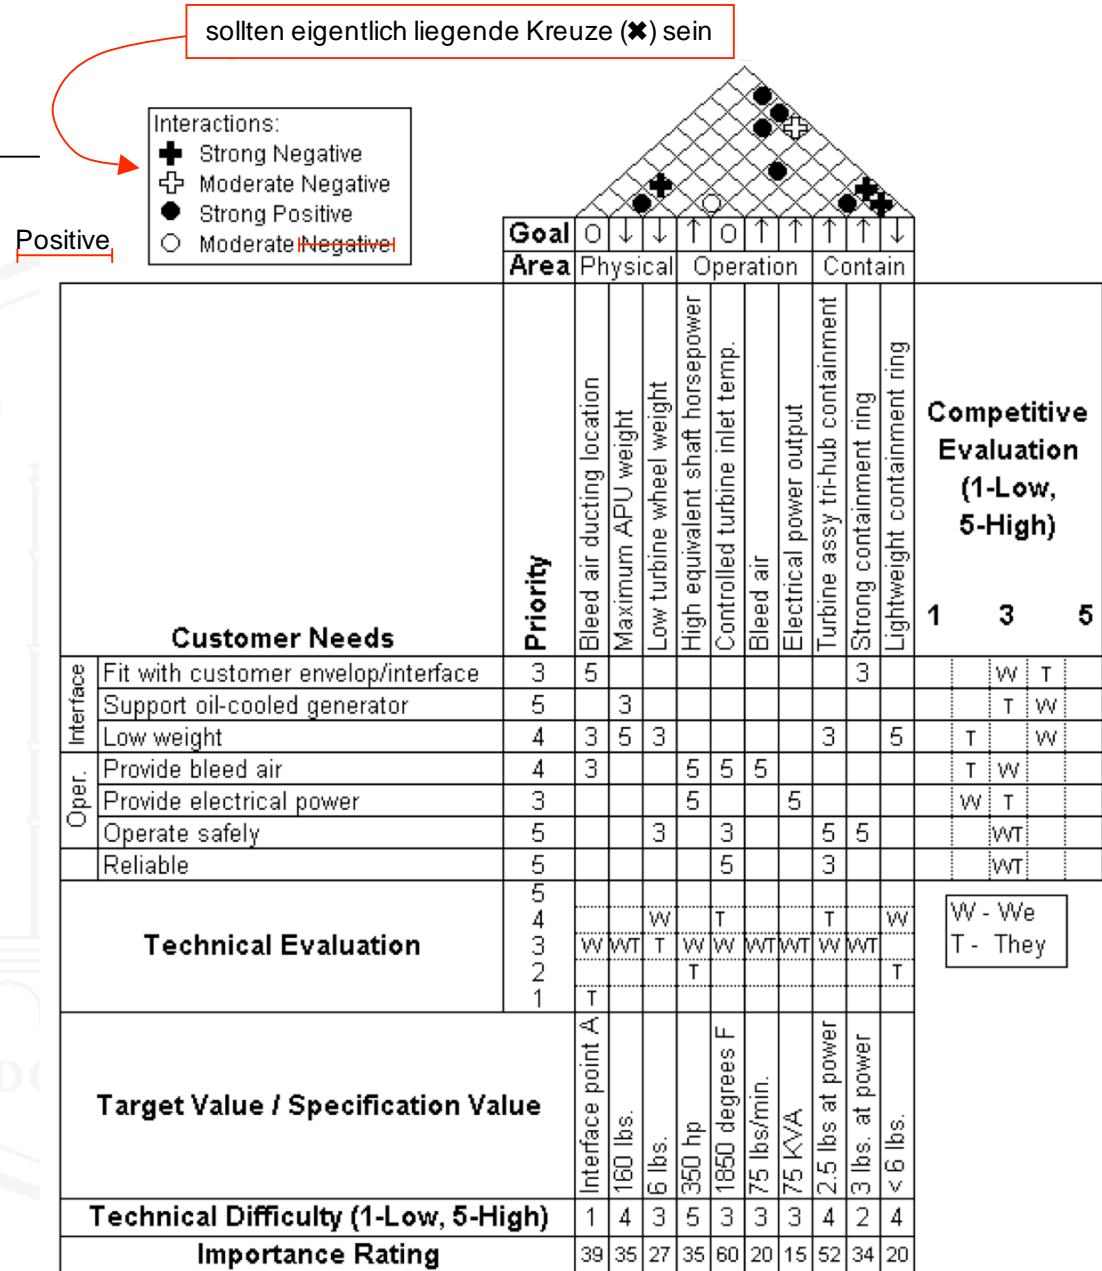 sollten eigentlich liegende Kreuze (✖) sein
Interactions:
✚ Strong Negative
Moderate Negative
● Strong Positive
○ Moderate Negative
Positive
Goal O ↓ ↓ ↑ O ↑ ↑ ↑ ↑ ↓
Area Physical Operation Contain
Customer Needs
Priority
Bleed air ducting location
Maximum APU weight
Low turbine wheel weight
High equivalent shaft horsepower
Controlled turbine inlet temp.
Bleed air
Electrical power output
Turbine assy tri-hub containment
Strong containment ring
Lightweight containment ring
Competitive
Evaluation
(1-Low,
5-High)
1 3 5
Interface
Fit with customer envelop/interface 3 5 3 W T
Support oil-cooled generator 5 3 T W
Low weight 4 3 5 3 3 5 T W
Oper.
Provide bleed air 4 3 5 5 5 T W
Provide electrical power 3 5 5 W T
Operate safely 5 3 3 5 5 WT
Reliable 5 5 3 WT
Technical Evaluation
5
4 W T T W
3 W WT T W W WT WT W WT
2 T T
1 T
W - We
T - They
Target Value / Specification Value
Interface point A
160 lbs.
6 lbs.
350 hp
1850 degrees F
75 lbs/min.
75 KVA
2.5 lbs at power
3 lbs. at power
< 6 lbs.
Technical Difficulty (1-Low, 5-High) 1 4 3 5 3 3 3 4 2 4
Importance Rating 39 35 27 35 60 20 15 52 34 20